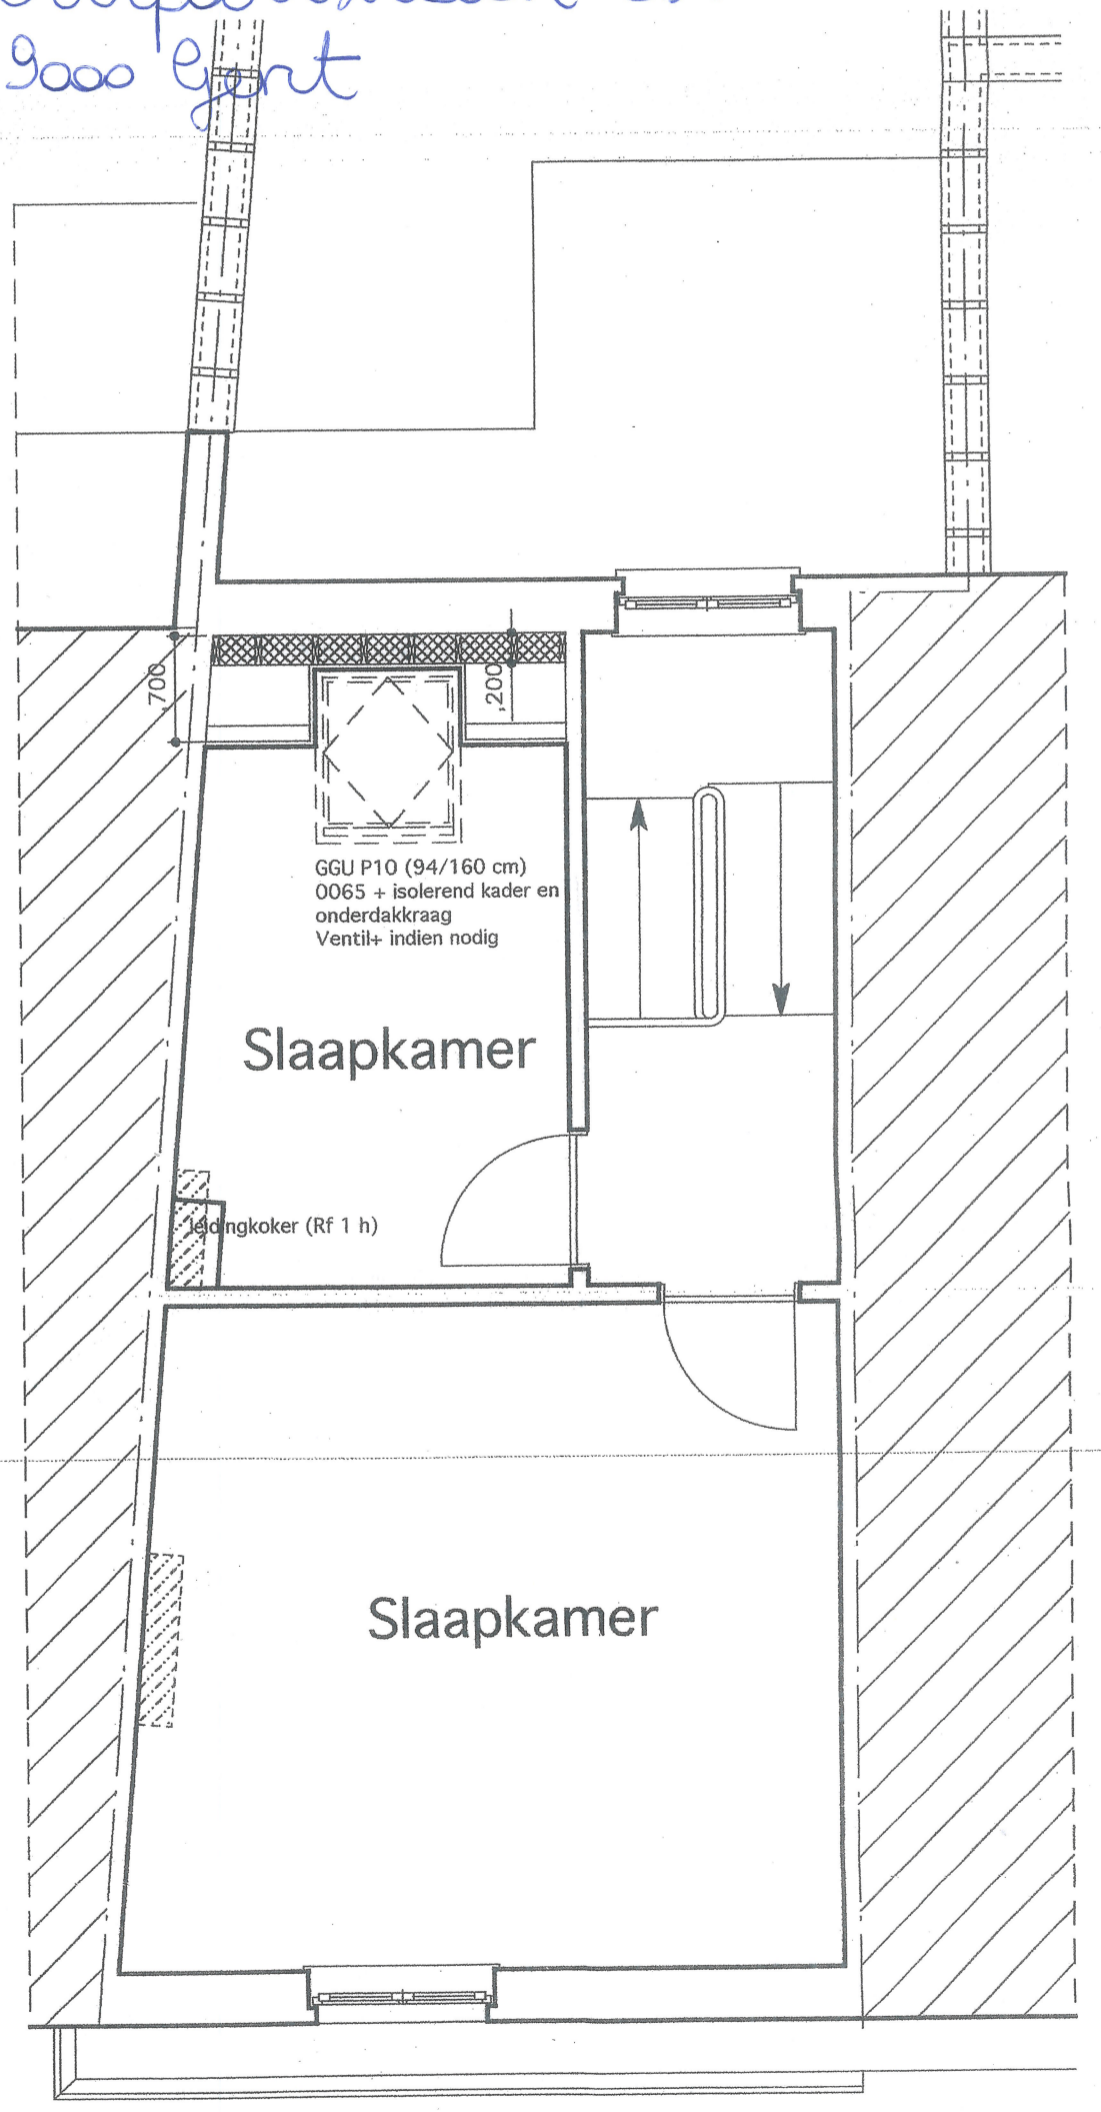 9000 Gent
,700
,200
GGU P10 (94/160 cm)
0065 + isolerend kader en
onderdakkraag
Ventil+ indien nodig
Slaapkamer
leidingkoker (Rf 1 h)
Slaapkamer